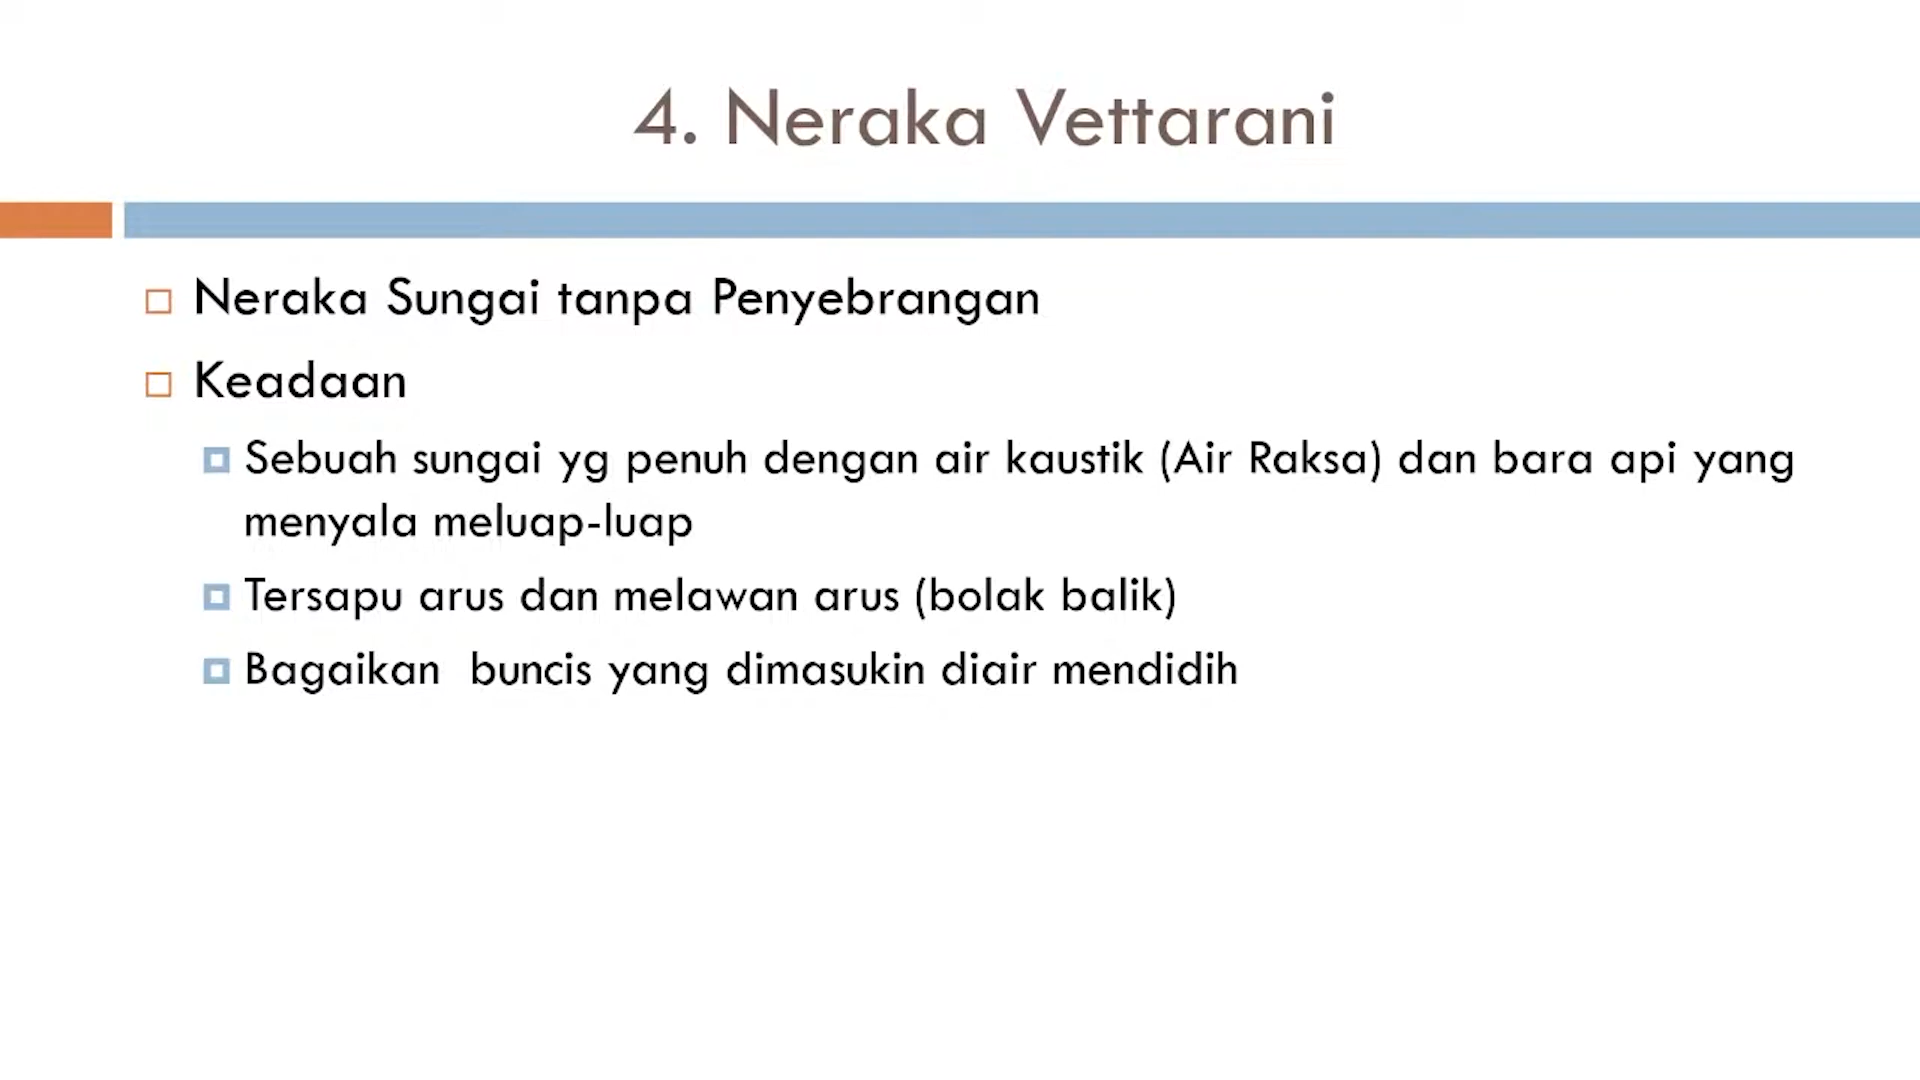 4. Neraka Vettarani
Neraka Sungai tanpa Penyebrangan
Keadaan
Sebuah sungai yg penuh dengan air kaustik (Air Raksa) dan bara api yang
menyala meluap-luap
Tersapu arus dan melawan arus (bolak balik)
Bagaikan  buncis yang dimasukin diair mendidih